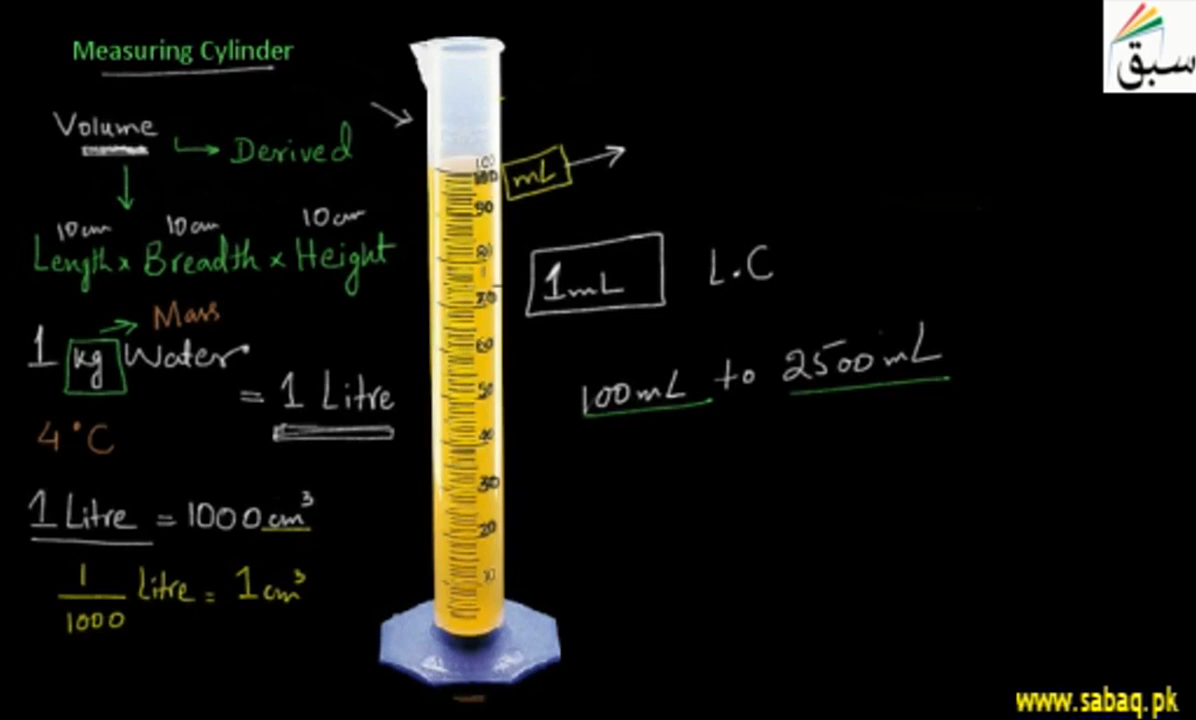 Measuring Cylinder
Volume → Derived
10cm 10cm 10cm
Length x Breadth x Height
→ Mass
1 kg Water
= 1 Litre
4°C
1 Litre = 1000 cm³
1/1000 Litre = 1 cm³
100
100
90
80
70
60
50
40
30
20
10
mL
1mL L.C
100mL to 2500mL
سبق
www.sabaq.pk